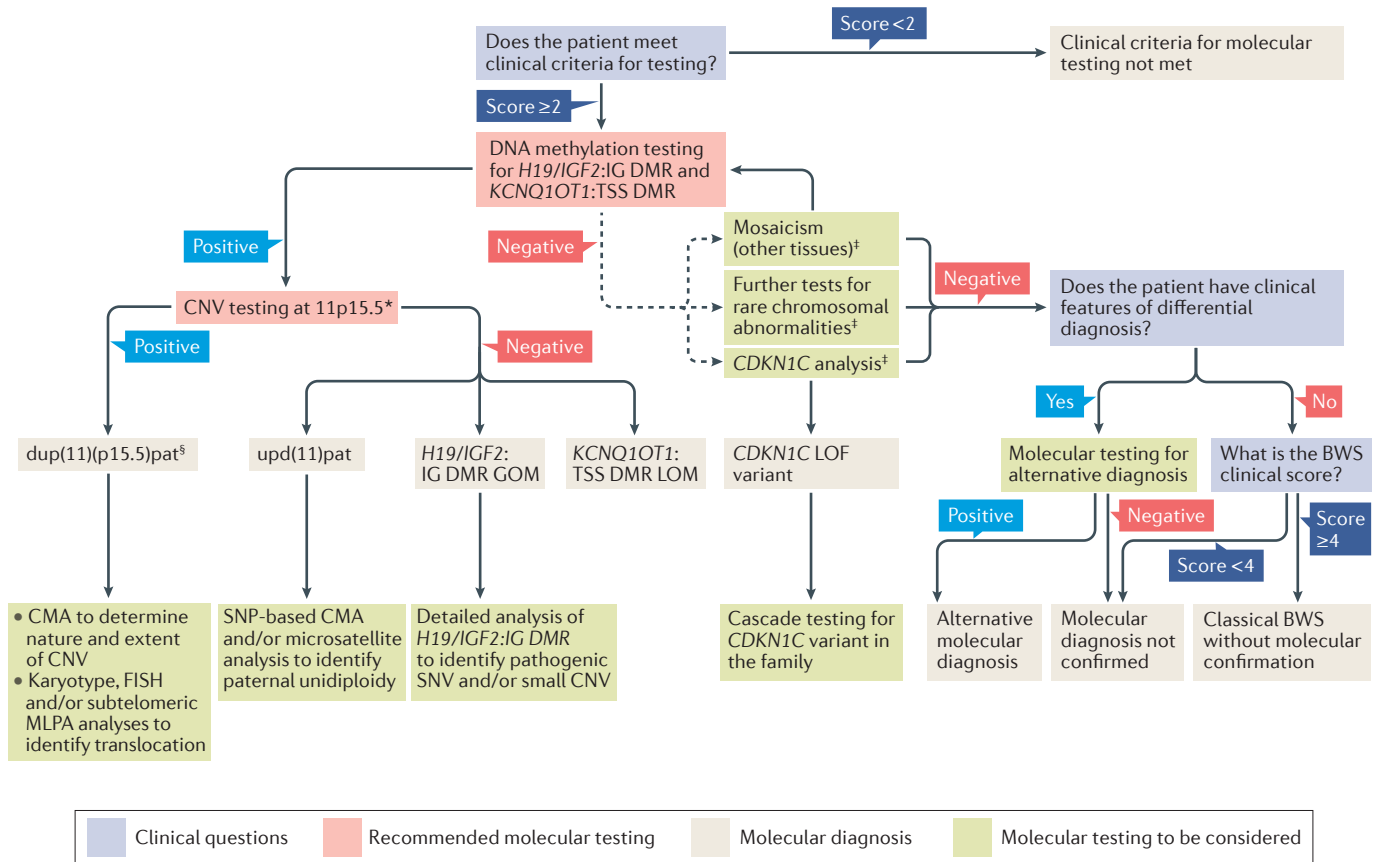 Does the patient meet
clinical criteria for testing?
Score <2
Clinical criteria for molecular
testing not met
Score ≥2
DNA methylation testing
for H19/IGF2:IG DMR and
KCNQ1OT1:TSS DMR
Positive
Negative
Mosaicism
(other tissues)‡
Further tests for
rare chromosomal
abnormalities‡
CDKN1C analysis‡
Negative
Does the patient have clinical
features of differential
diagnosis?
CNV testing at 11p15.5*
Positive
Negative
Yes
No
dup(11)(p15.5)pat§
upd(11)pat
H19/IGF2:
IG DMR GOM
KCNQ1OT1:
TSS DMR LOM
CDKN1C LOF
variant
Molecular testing for
alternative diagnosis
What is the BWS
clinical score?
Positive
Negative
Score <4
Score
≥4
• CMA to determine
nature and extent
of CNV
• Karyotype, FISH
and/or subtelomeric
MLPA analyses to
identify translocation
SNP-based CMA
and/or microsatellite
analysis to identify
paternal unidiploidy
Detailed analysis of
H19/IGF2:IG DMR
to identify pathogenic
SNV and/or small CNV
Cascade testing for
CDKN1C variant in
the family
Alternative
molecular
diagnosis
Molecular
diagnosis not
confirmed
Classical BWS
without molecular
confirmation
Clinical questions
Recommended molecular testing
Molecular diagnosis
Molecular testing to be considered